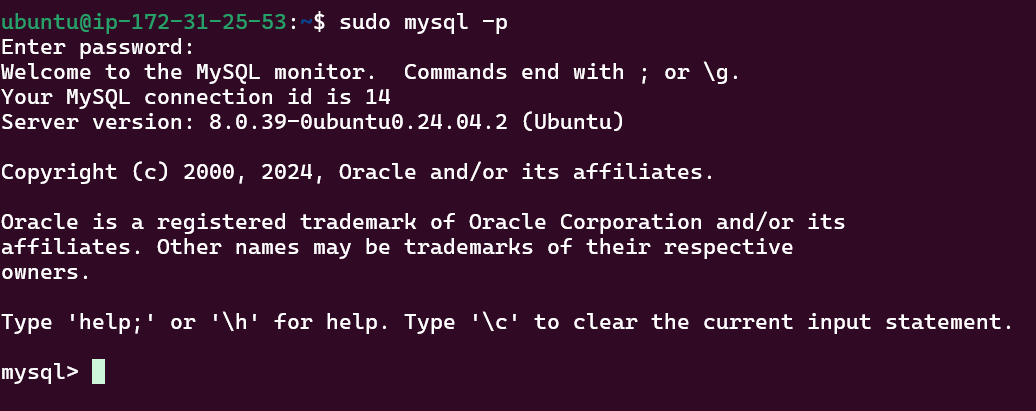 ubuntu@ip-172-31-25-53:~$ sudo mysql -p
Enter password:
Welcome to the MySQL monitor.  Commands end with ; or \g.
Your MySQL connection id is 14
Server version: 8.0.39-0ubuntu0.24.04.2 (Ubuntu)

Copyright (c) 2000, 2024, Oracle and/or its affiliates.

Oracle is a registered trademark of Oracle Corporation and/or its
affiliates. Other names may be trademarks of their respective
owners.

Type 'help;' or '\h' for help. Type '\c' to clear the current input statement.

mysql>